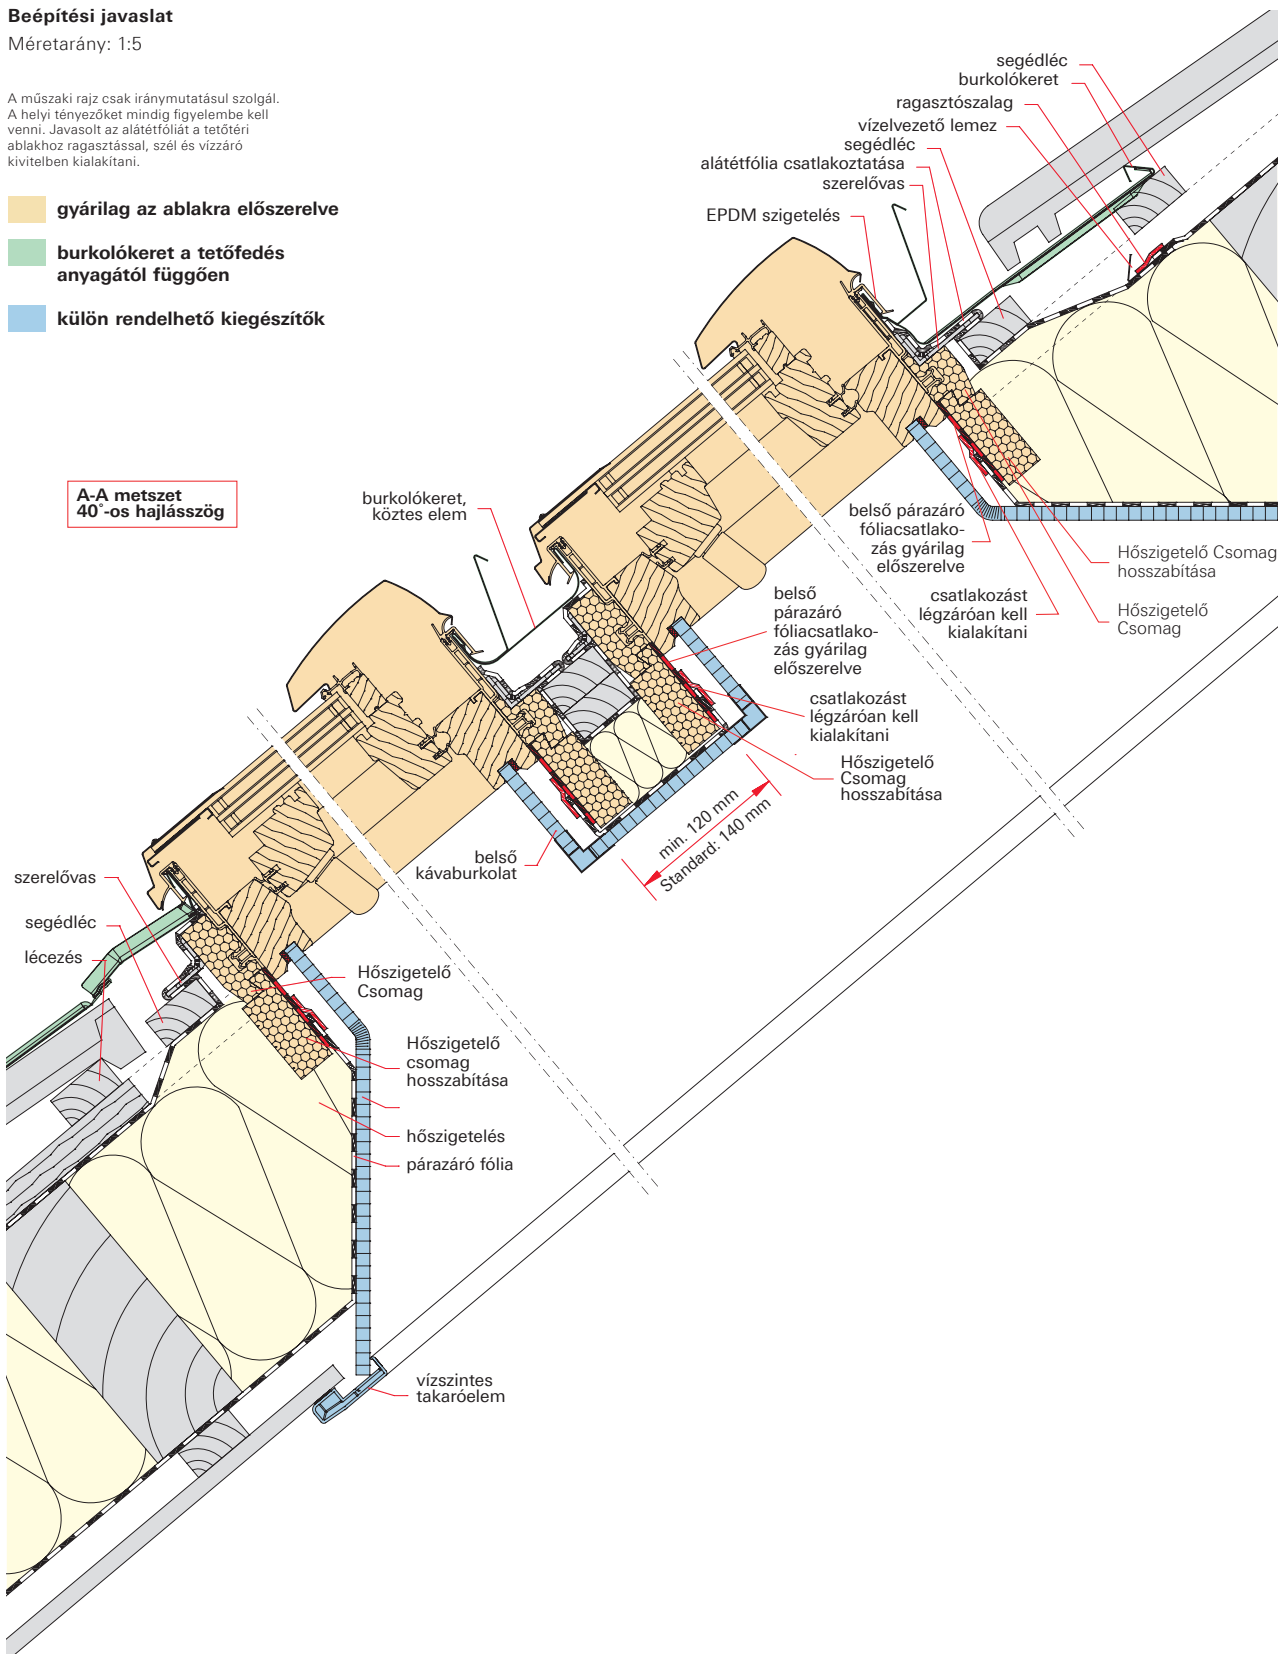 Beépítési javaslat
Méretarány: 1:5
A műszaki rajz csak iránymutatásul szolgál.
A helyi tényezőket mindig figyelembe kell
venni. Javasolt az alátétfóliát a tetőtéri
ablakhoz ragasztással, szél és vízzáró
kivitelben kialakítani.
gyárilag az ablakra előszerelve
burkolókeret a tetőfedés
anyagától függően
külön rendelhető kiegészítők
segédléc
burkolókeret
ragasztószalag
vízelvezető lemez
segédléc
alátétfólia csatlakoztatása
szerelővas
EPDM szigetelés
A-A metszet
40°-os hajlásszög
burkolókeret,
köztes elem
belső párazáró
fóliacsatlako-
zás gyárilag
előszerelve
Hőszigetelő Csomag
hosszabítása
csatlakozást
légzáróan kell
kialakítani
Hőszigetelő
Csomag
belső
párazáró
fóliacsatlako-
zás gyárilag
előszerelve
csatlakozást
légzáróan kell
kialakítani
Hőszigetelő
Csomag
hosszabítása
min. 120 mm
Standard: 140 mm
belső
kávaburkolat
szerelővas
segédléc
lécezés
Hőszigetelő
Csomag
Hőszigetelő
csomag
hosszabítása
hőszigetelés
párazáró fólia
vízszintes
takaróelem